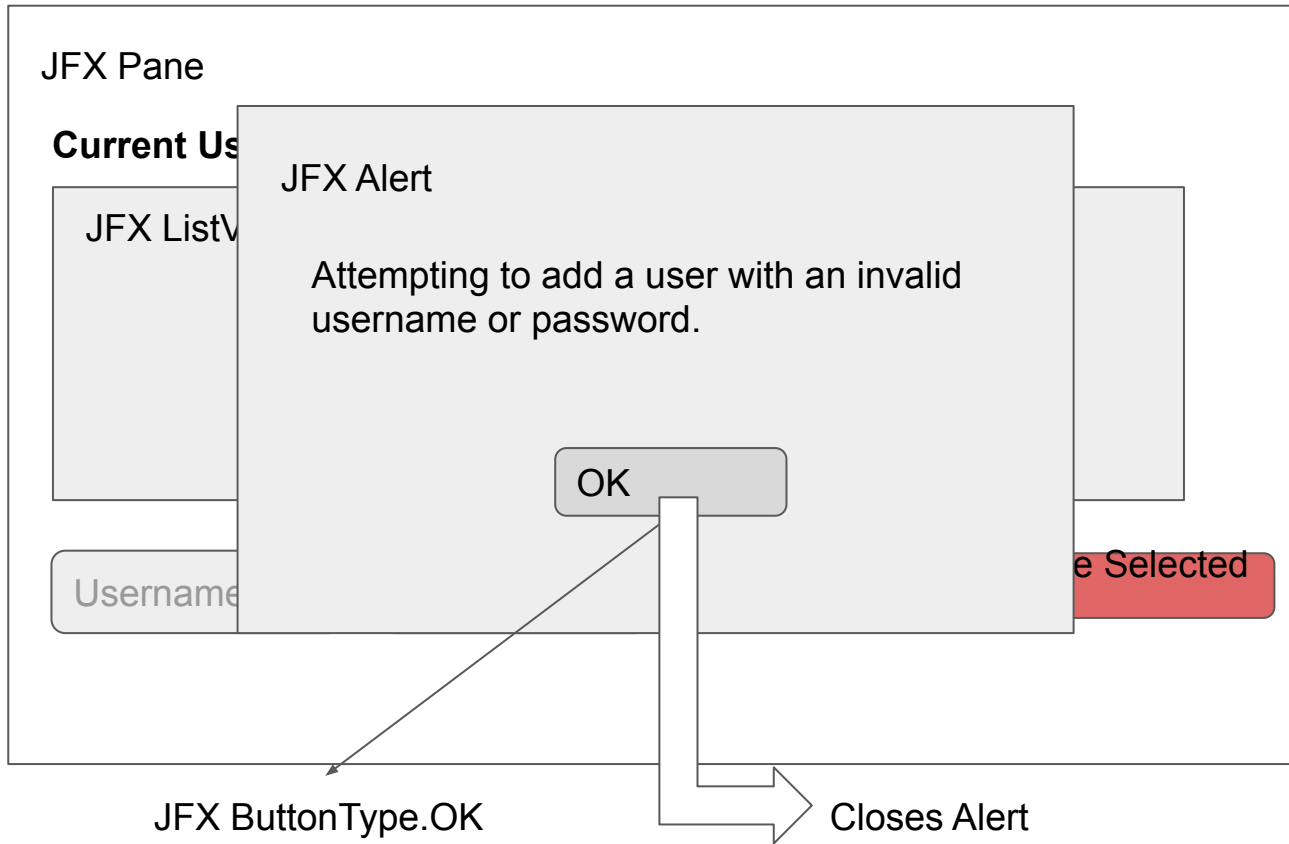 JFX Pane
Current Us
JFX Alert
JFX ListV
Attempting to add a user with an invalid
username or password.
OK
Username
e Selected
JFX ButtonType.OK
Closes Alert